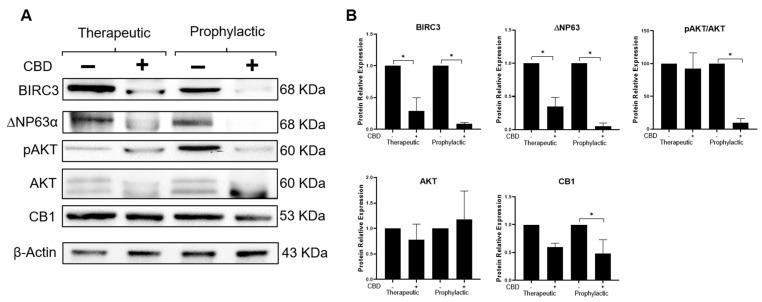 A
Therapeutic Prophylactic
CBD − + − +
BIRC3 68 KDa
ΔNP63α 68 KDa
pAKT 60 KDa
AKT 60 KDa
CB1 53 KDa
β-Actin 43 KDa
B
BIRC3
Protein Relative Expression
1.5
1.0
0.5
0.0
* *
CBD - + - +
Therapeutic Prophylactic
ΔNP63
Protein Relative Expression
1.5
1.0
0.5
0.0
* *
CBD - + - +
Therapeutic Prophylactic
pAKT/AKT
Protein Relative Expression
150
100
50
0
*
CBD - + - +
Therapeutic Prophylactic
AKT
Protein Relative Expression
2.0
1.5
1.0
0.5
0.0
CBD - + - +
Therapeutic Prophylactic
CB1
Protein Relative Expression
1.5
1.0
0.5
0.0
*
CBD - + - +
Therapeutic Prophylactic